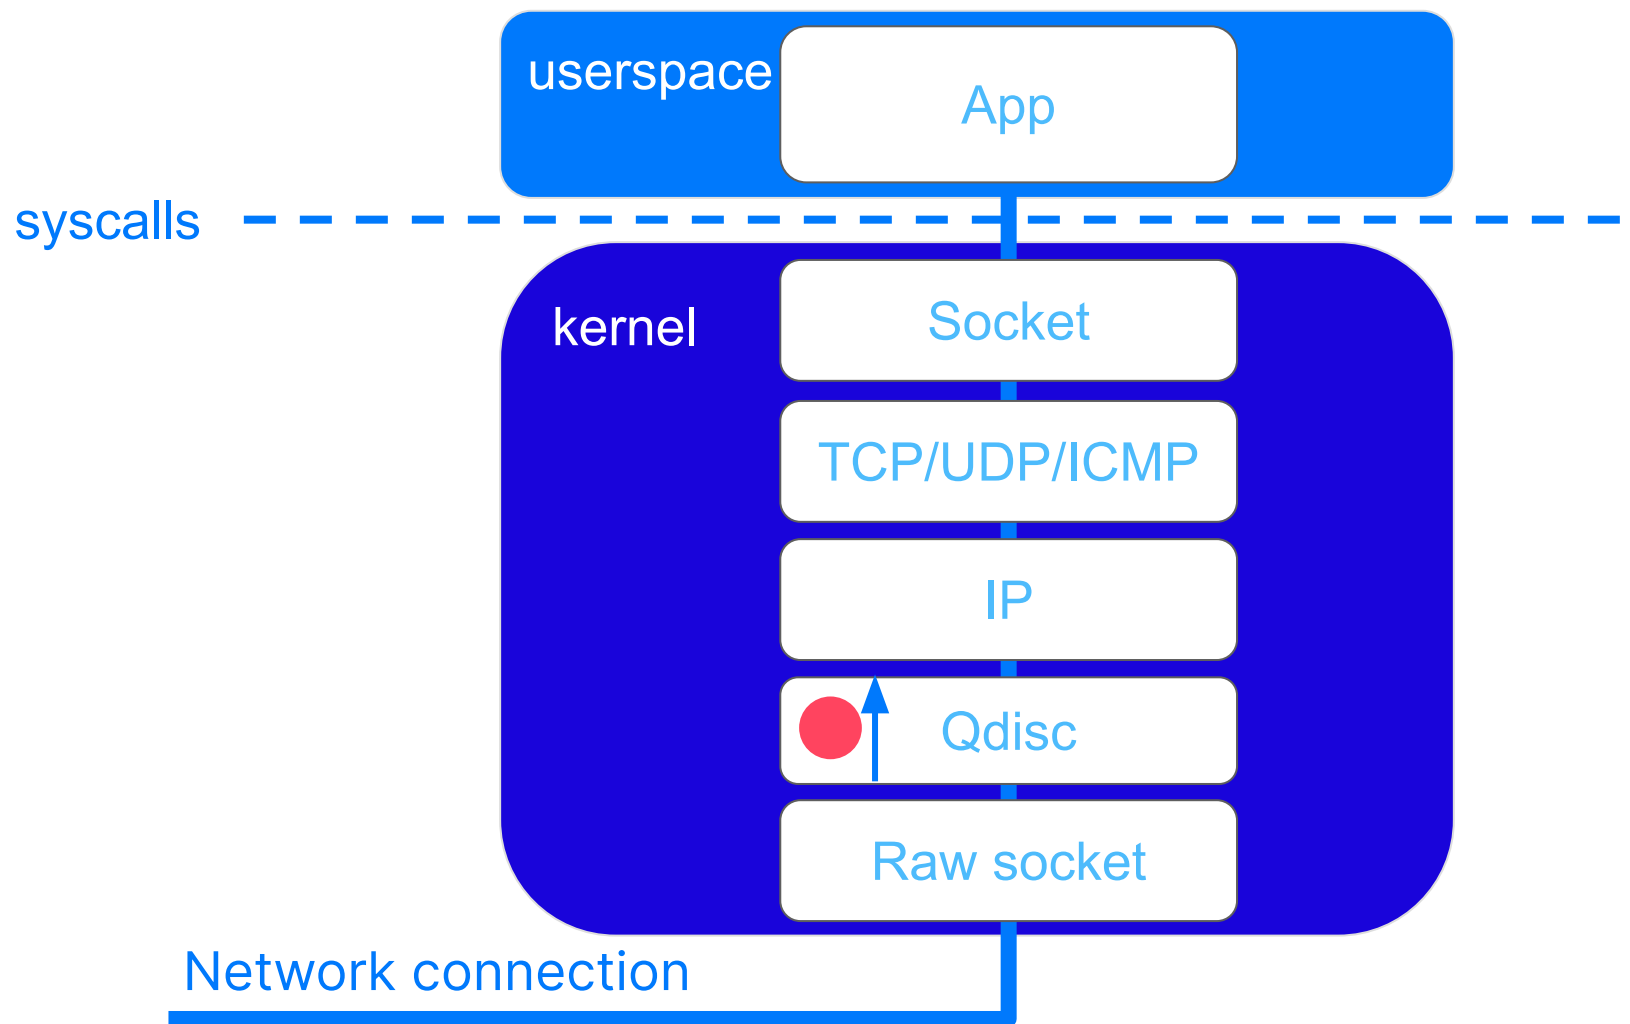 userspace
App
syscalls
kernel
Socket
TCP/UDP/ICMP
IP
Qdisc
Raw socket
Network connection